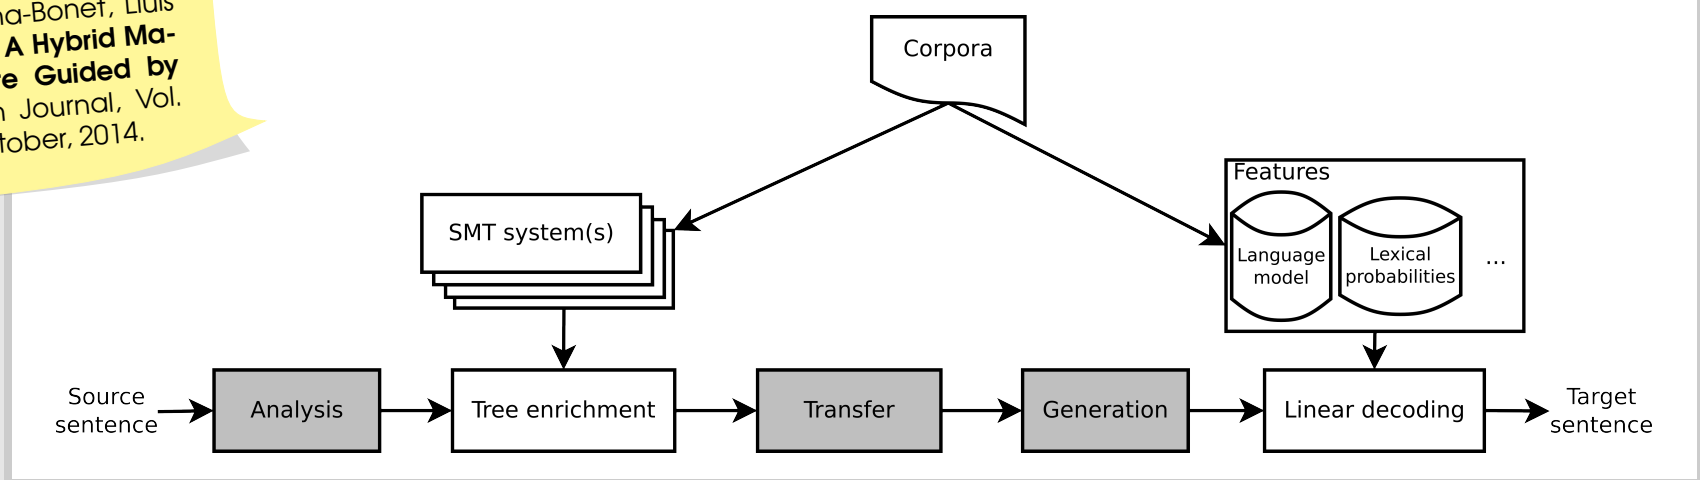 na-Bonet, Lluís
A Hybrid Ma-
re Guided by
n Journal, Vol.
tober, 2014.
Corpora
SMT system(s)
Features
Language
model
Lexical
probabilities
...
Source
sentence
Analysis
Tree enrichment
Transfer
Generation
Linear decoding
Target
sentence